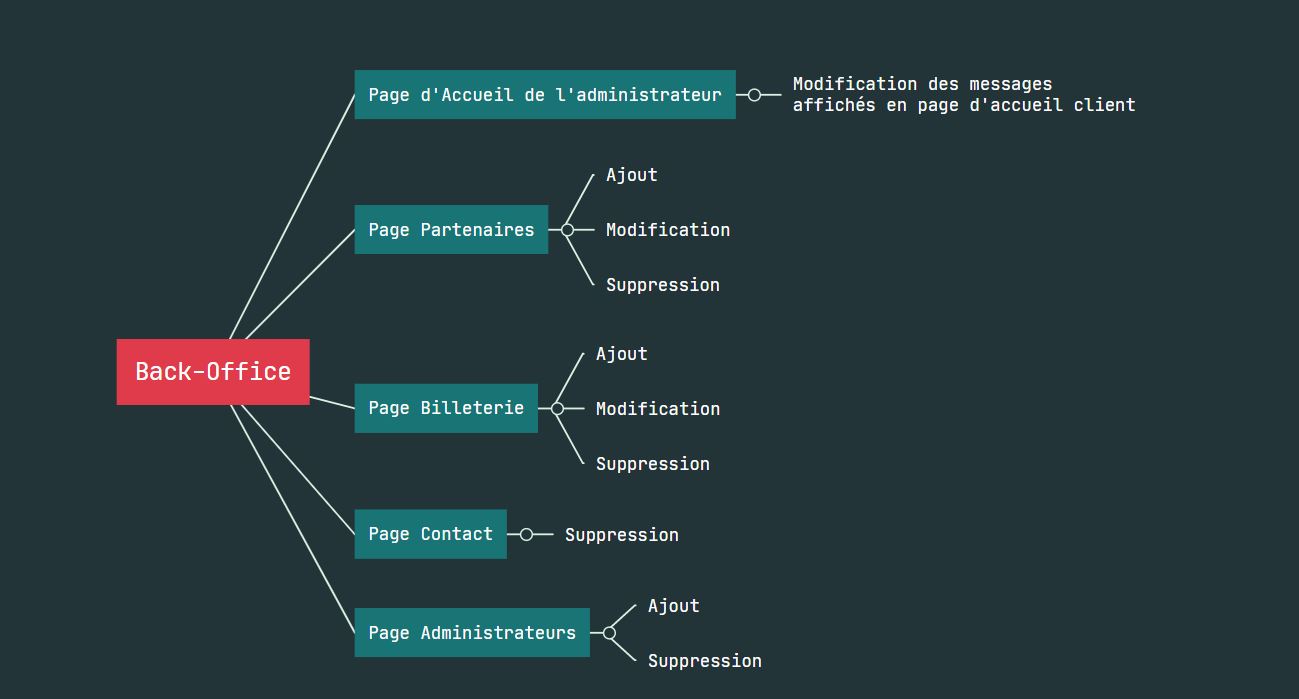 Back-Office
Page d'Accueil de l'administrateur
Modification des messages
affichés en page d'accueil client
Page Partenaires
Ajout
Modification
Suppression
Page Billeterie
Ajout
Modification
Suppression
Page Contact
Suppression
Page Administrateurs
Ajout
Suppression